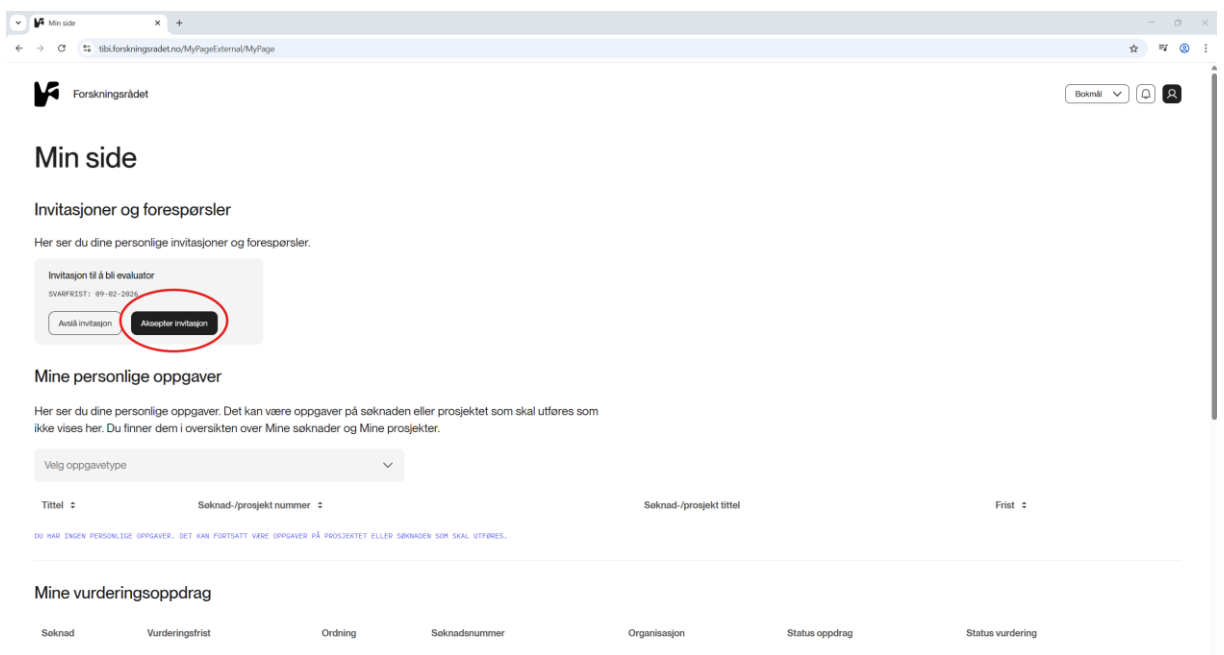 Min side
tibi.forskningsradet.no/MyPageExternal/MyPage
Forskningsrådet
Bokmål
Min side
Invitasjoner og forespørsler
Her ser du dine personlige invitasjoner og forespørsler.
Invitasjon til å bli evaluator
SVARFRIST: 09-02-2026
Avslå invitasjon Aksepter invitasjon
Mine personlige oppgaver
Her ser du dine personlige oppgaver. Det kan være oppgaver på søknaden eller prosjektet som skal utføres som
ikke vises her. Du finner dem i oversikten over Mine søknader og Mine prosjekter.
Velg oppgavetype
Tittel Søknad-/prosjekt nummer Søknad-/prosjekt tittel Frist
DU HAR INGEN PERSONLIGE OPPGAVER. DET KAN FORTSATT VÆRE OPPGAVER PÅ PROSJEKTET ELLER SØKNADEN SOM SKAL UTFØRES.
Mine vurderingsoppdrag
Søknad Vurderingsfrist Ordning Søknadsnummer Organisasjon Status oppdrag Status vurdering